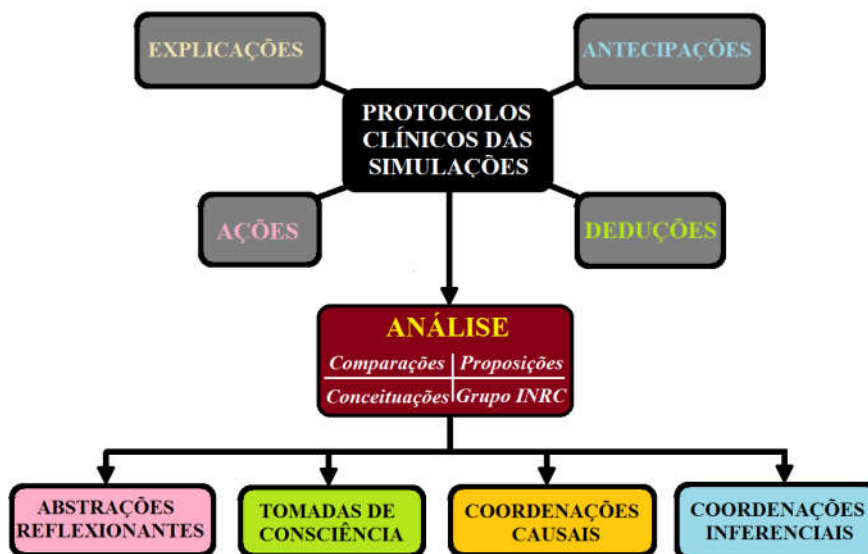 EXPLICAÇÕES
ANTECIPAÇÕES
PROTOCOLOS
CLÍNICOS DAS
SIMULAÇÕES
AÇÕES
DEDUÇÕES
ANÁLISE
Comparações
Proposições
Conceituações
Grupo INRC
ABSTRAÇÕES
REFLEXIONANTES
TOMADAS DE
CONSCIÊNCIA
COORDENAÇÕES
CAUSAIS
COORDENAÇÕES
INFERENCIAIS